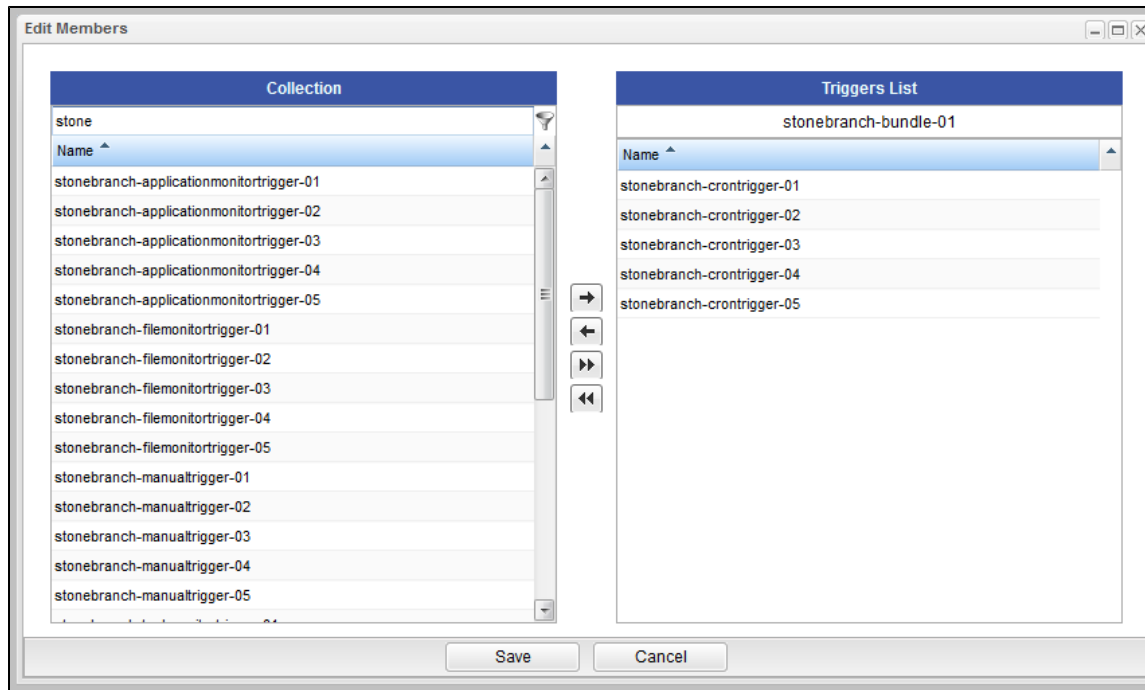 Edit Members
Collection
stone
Name
stonebranch-applicationmonitortrigger-01
stonebranch-applicationmonitortrigger-02
stonebranch-applicationmonitortrigger-03
stonebranch-applicationmonitortrigger-04
stonebranch-applicationmonitortrigger-05
stonebranch-filemonitortrigger-01
stonebranch-filemonitortrigger-02
stonebranch-filemonitortrigger-03
stonebranch-filemonitortrigger-04
stonebranch-filemonitortrigger-05
stonebranch-manualtrigger-01
stonebranch-manualtrigger-02
stonebranch-manualtrigger-03
stonebranch-manualtrigger-04
stonebranch-manualtrigger-05
Triggers List
stonebranch-bundle-01
Name
stonebranch-crontrigger-01
stonebranch-crontrigger-02
stonebranch-crontrigger-03
stonebranch-crontrigger-04
stonebranch-crontrigger-05
Save
Cancel